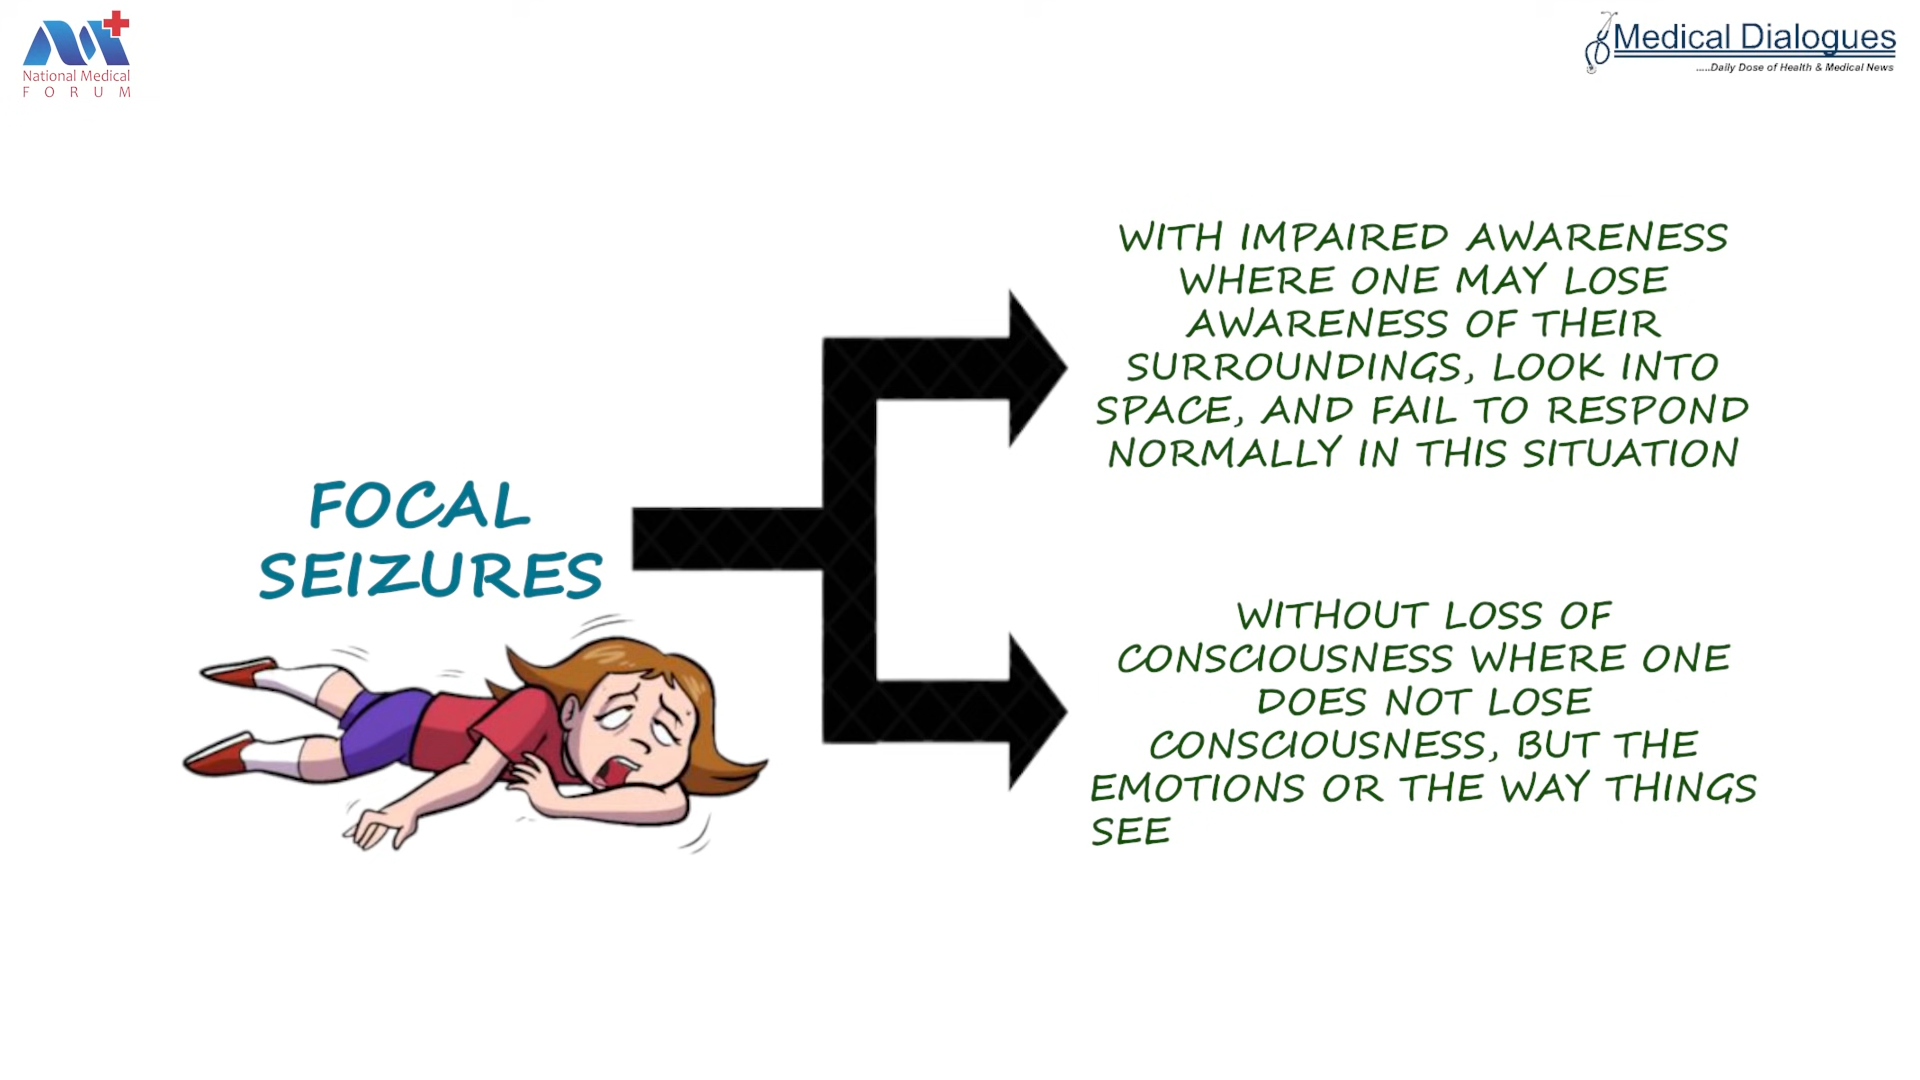 National Medical
FORUM
Medical Dialogues
.....Daily Dose of Health & Medical News
FOCAL
SEIZURES
WITH IMPAIRED AWARENESS
WHERE ONE MAY LOSE
AWARENESS OF THEIR
SURROUNDINGS, LOOK INTO
SPACE, AND FAIL TO RESPOND
NORMALLY IN THIS SITUATION
WITHOUT LOSS OF
CONSCIOUSNESS WHERE ONE
DOES NOT LOSE
CONSCIOUSNESS, BUT THE
EMOTIONS OR THE WAY THINGS
SEE